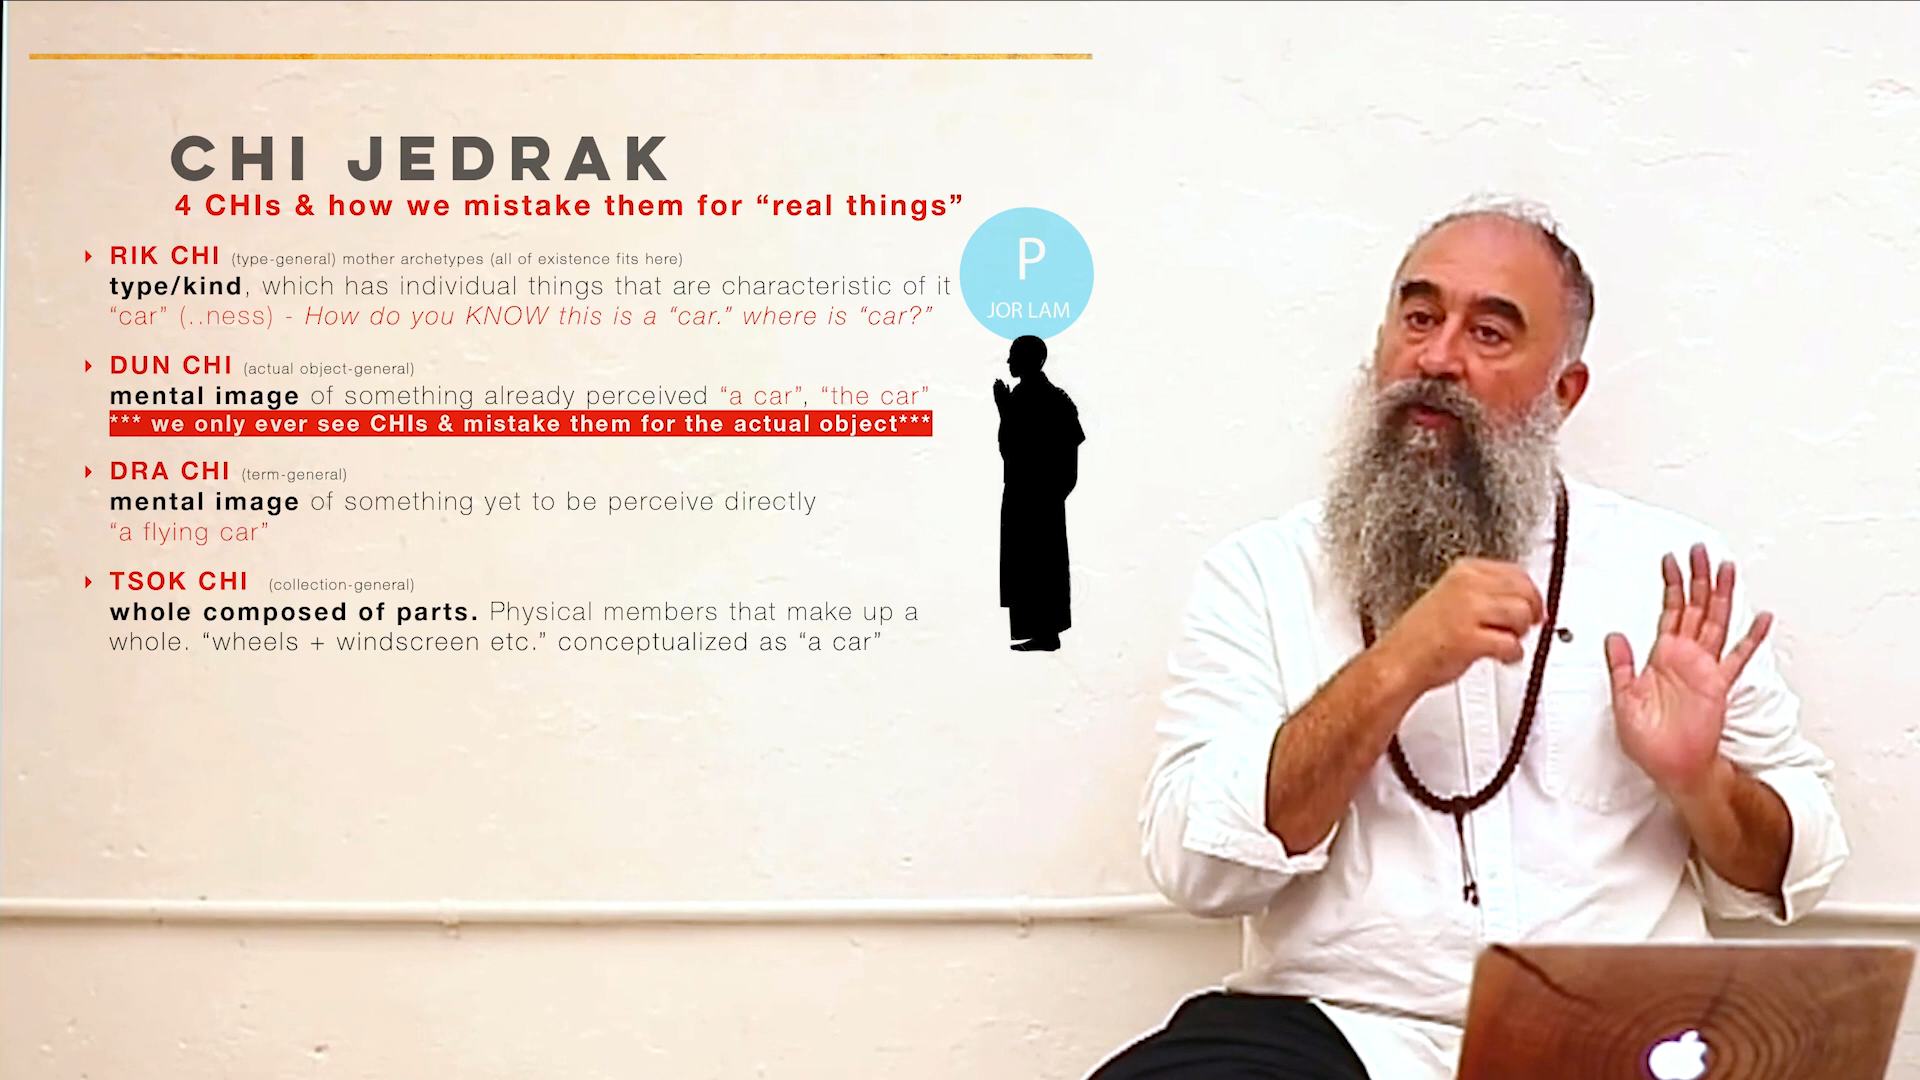 CHI JEDRAK
4 CHIs & how we mistake them for “real things”
RIK CHI (type-general) mother archetypes (all of existence fits here)
type/kind, which has individual things that are characteristic of it
“car” (..ness) - How do you KNOW this is a “car.” where is “car?”
P
JOR LAM
DUN CHI (actual object-general)
mental image of something already perceived “a car”, “the car”
*** we only ever see CHIs & mistake them for the actual object***
DRA CHI (term-general)
mental image of something yet to be perceive directly
“a flying car”
TSOK CHI (collection-general)
whole composed of parts. Physical members that make up a
whole. “wheels + windscreen etc.” conceptualized as “a car”